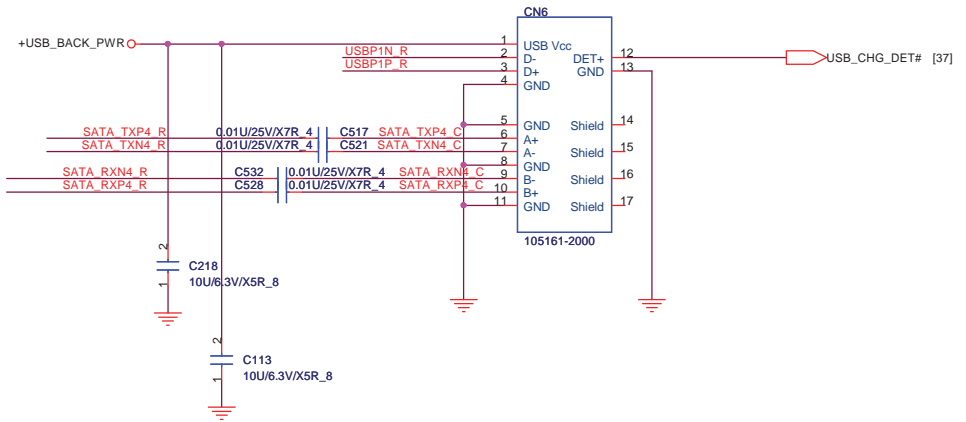 CN6
+USB_BACK_PWR
1 USB Vcc
USBP1N_R 2 D- DET+ 12 USB_CHG_DET# [37]
USBP1P_R 3 D+ GND 13
4 GND
5 GND Shield 14
SATA_TXP4_R 0.01U/25V/X7R_4 C517 SATA_TXP4_C 6 A+
SATA_TXN4_R 0.01U/25V/X7R_4 C521 SATA_TXN4_C 7 A- Shield 15
8 GND
SATA_RXN4_R C532 0.01U/25V/X7R_4 SATA_RXN4_C 9 B- Shield 16
SATA_RXP4_R C528 0.01U/25V/X7R_4 SATA_RXP4_C 10 B+
11 GND Shield 17
105161-2000
2
C218
1 10U/6.3V/X5R_8
2
C113
1 10U/6.3V/X5R_8